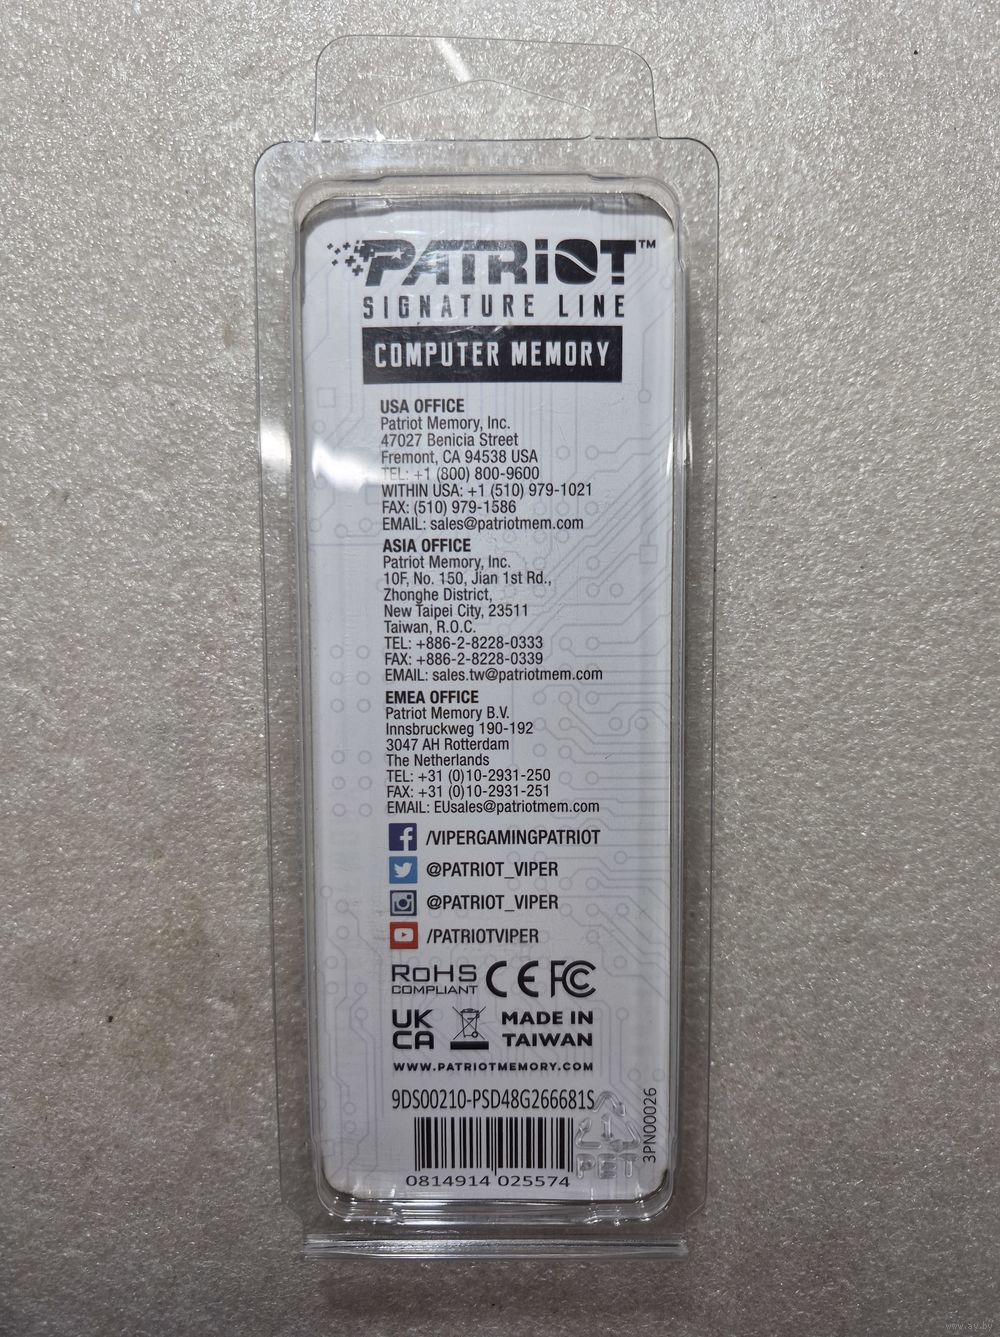 PATRIOT™
SIGNATURE LINE
COMPUTER MEMORY
USA OFFICE
Patriot Memory, Inc.
47027 Benicia Street
Fremont, CA 94538 USA
TEL: +1 (800) 800-9600
WITHIN USA: +1 (510) 979-1021
FAX: (510) 979-1586
EMAIL: sales@patriotmem.com
ASIA OFFICE
Patriot Memory, Inc.
10F, No. 150, Jian 1st Rd.,
Zhonghe District,
New Taipei City, 23511
Taiwan, R.O.C.
TEL: +886-2-8228-0333
FAX: +886-2-8228-0339
EMAIL: sales.tw@patriotmem.com
EMEA OFFICE
Patriot Memory B.V.
Innsbruckweg 190-192
3047 AH Rotterdam
The Netherlands
TEL: +31 (0)10-2931-250
FAX: +31 (0)10-2931-251
EMAIL: EUsales@patriotmem.com
/VIPERGAMINGPATRIOT
@PATRIOT_VIPER
@PATRIOT_VIPER
/PATRIOTVIPER
RoHS
COMPLIANT
CE FC
UK
CA
MADE IN
TAIWAN
WWW.PATRIOTMEMORY.COM
9DS00210-PSD48G266681S
1
PET
3PN00026
0814914 025574
www.ay.by